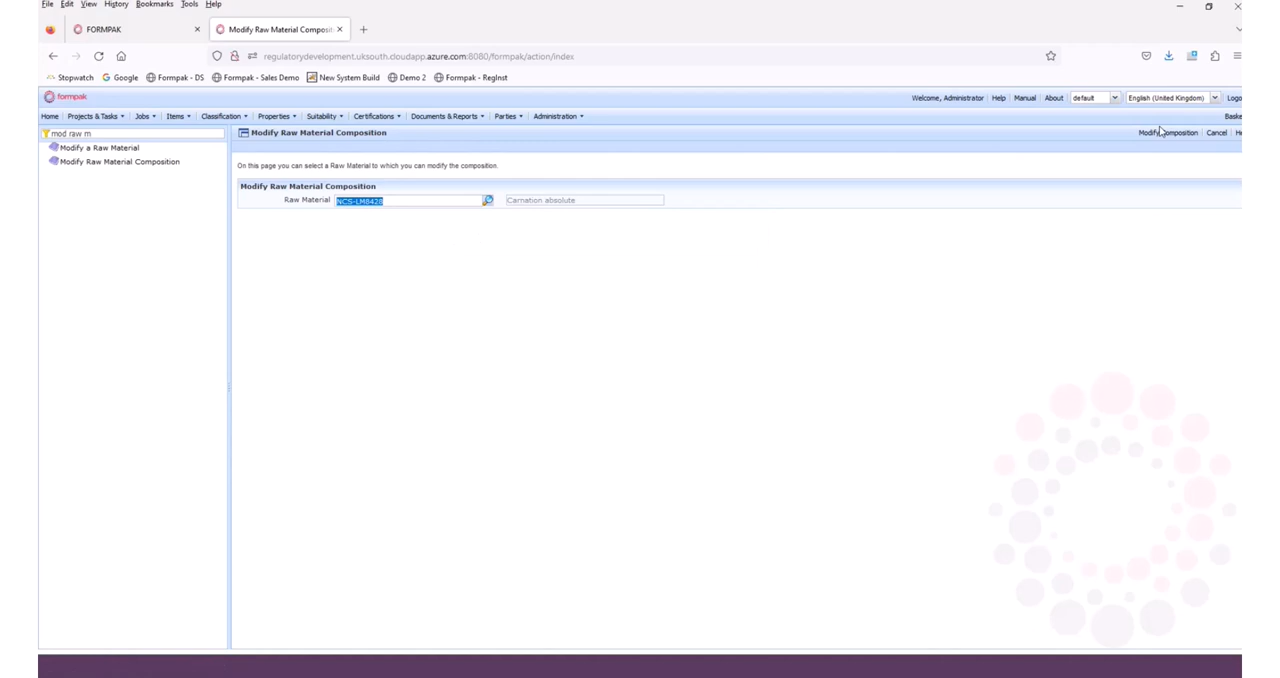 File Edit View History Bookmarks Tools Help
FORMPAK
Modify Raw Material Composit
regulatorydevelopment.uksouth.cloudapp.azure.com:8080/formpak/action/index
Stopwatch Google Formpak - DS Formpak - Sales Demo New System Build Demo 2 Formpak - RegInst
formpak
Welcome, Administrator Help Manual About default English (United Kingdom) Logo
Home Projects & Tasks Jobs Items Classification Properties Suitability Certifications Documents & Reports Parties Administration Baske
mod raw m
Modify Raw Material Composition
Modify Composition Cancel He
Modify a Raw Material
Modify Raw Material Composition
On this page you can select a Raw Material to which you can modify the composition.
Modify Raw Material Composition
Raw Material NCS-LM8428 Carnation absolute